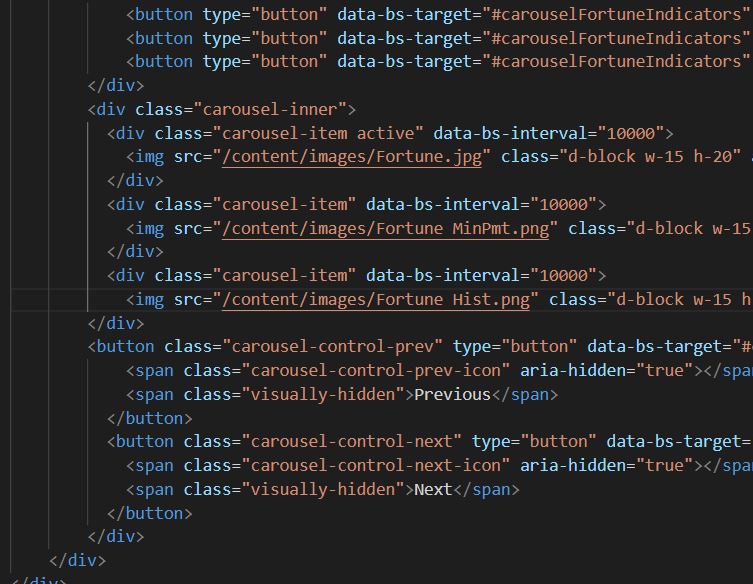 <button type="button" data-bs-target="#carouselFortuneIndicators"
<button type="button" data-bs-target="#carouselFortuneIndicators"
<button type="button" data-bs-target="#carouselFortuneIndicators"
</div>
<div class="carousel-inner">
<div class="carousel-item active" data-bs-interval="10000">
<img src="/content/images/Fortune.jpg" class="d-block w-15 h-20"
</div>
<div class="carousel-item" data-bs-interval="10000">
<img src="/content/images/Fortune MinPmt.png" class="d-block w-15
</div>
<div class="carousel-item" data-bs-interval="10000">
<img src="/content/images/Fortune Hist.png" class="d-block w-15 h
</div>
<button class="carousel-control-prev" type="button" data-bs-target="#
<span class="carousel-control-prev-icon" aria-hidden="true"></spa
<span class="visually-hidden">Previous</span>
</button>
<button class="carousel-control-next" type="button" data-bs-target=
<span class="carousel-control-next-icon" aria-hidden="true"></spa
<span class="visually-hidden">Next</span>
</button>
</div>
</div>
</div>